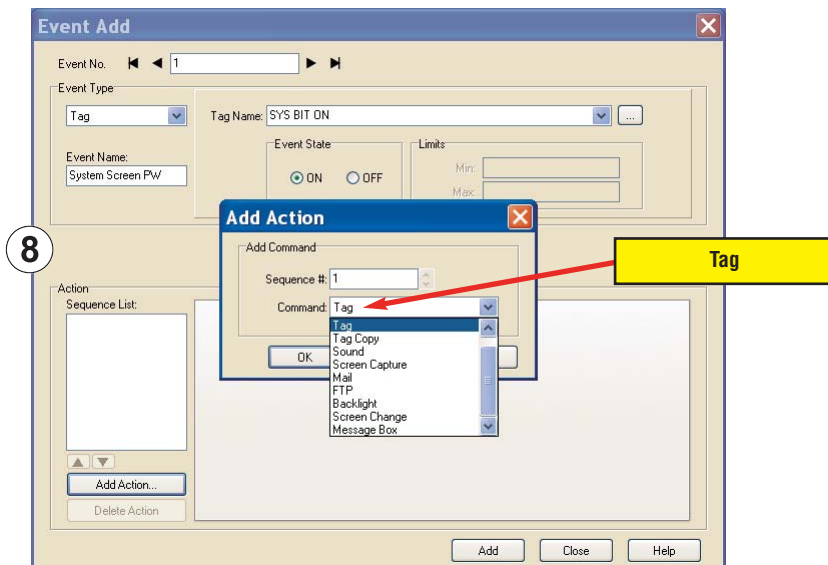 Event Add
Event No. 1
Event Type
Tag
Tag Name: SYS BIT ON
...
Event Name:
System Screen PW
Event State
ON OFF
Limits
Min:
Max:
8
Add Action
Add Command
Sequence #: 1
Command: Tag
Tag
Tag Copy
Sound
Screen Capture
Mail
FTP
Backlight
Screen Change
Message Box
OK
Tag
Action
Sequence List:
Add Action...
Delete Action
Add Close Help